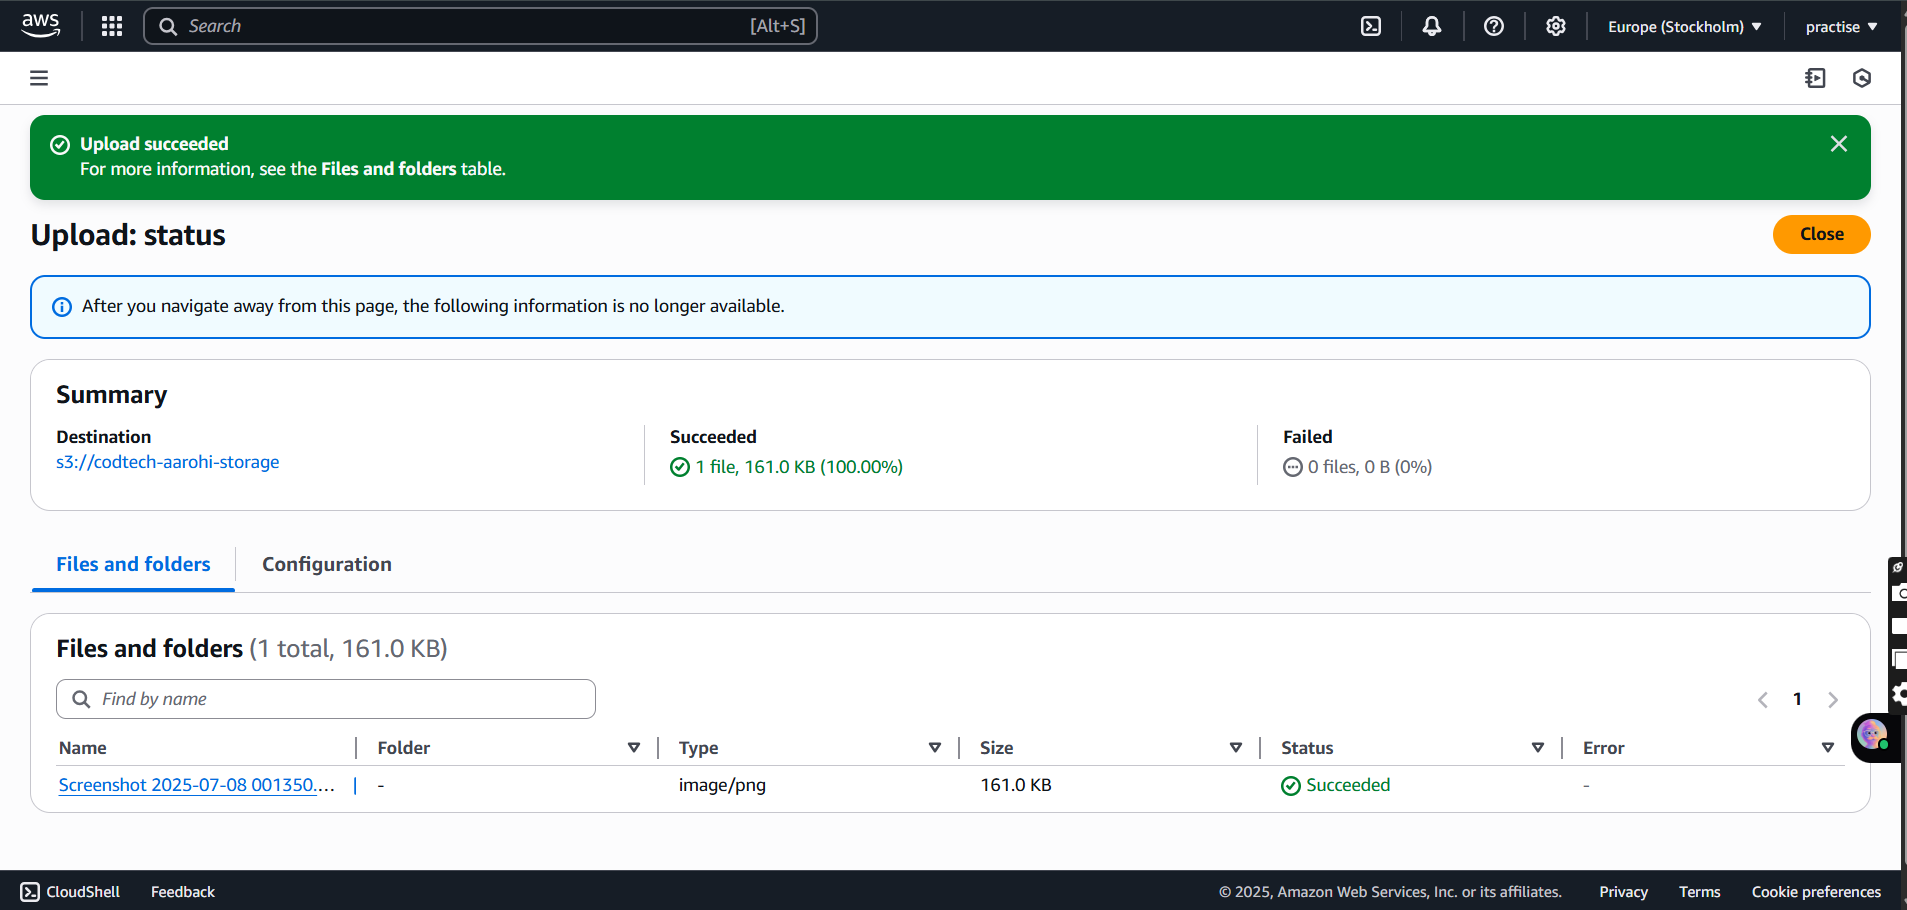 aws
Search [Alt+S]
Europe (Stockholm)
practise
Upload succeeded
For more information, see the Files and folders table.
Upload: status
Close
After you navigate away from this page, the following information is no longer available.
Summary
Destination
s3://codtech-aarohi-storage
Succeeded
1 file, 161.0 KB (100.00%)
Failed
0 files, 0 B (0%)
Files and folders
Configuration
Files and folders (1 total, 161.0 KB)
Find by name
1
Name Folder Type Size Status Error
Screenshot 2025-07-08 001350.... - image/png 161.0 KB Succeeded -
CloudShell Feedback © 2025, Amazon Web Services, Inc. or its affiliates. Privacy Terms Cookie preferences